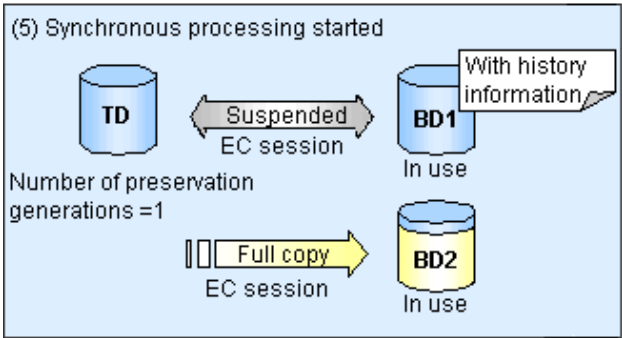 (5) Synchronous processing started
With history
information
TD
Suspended
BD1
EC session
In use
Number of preservation
generations =1
Full copy
BD2
EC session
In use